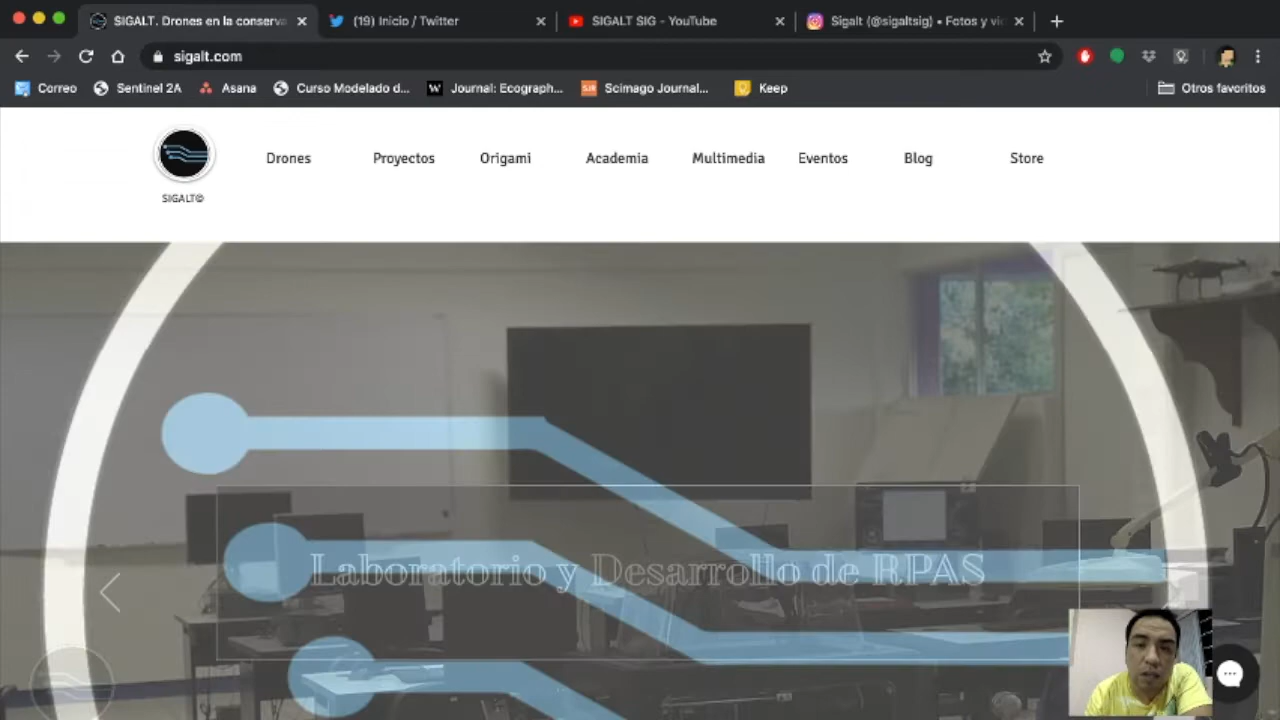 SIGALT. Drones en la conserva
(19) Inicio / Twitter
SIGALT SIG - YouTube
Sigalt (@sigaltsig) • Fotos y vi
sigalt.com
Correo
Sentinel 2A
Asana
Curso Modelado d...
W
Journal: Ecograph...
SJR
Scimago Journal...
Keep
Otros favoritos
Drones
Proyectos
Origami
Academia
Multimedia
Eventos
Blog
Store
SIGALT©
Laboratorio y Desarrollo de RPAS